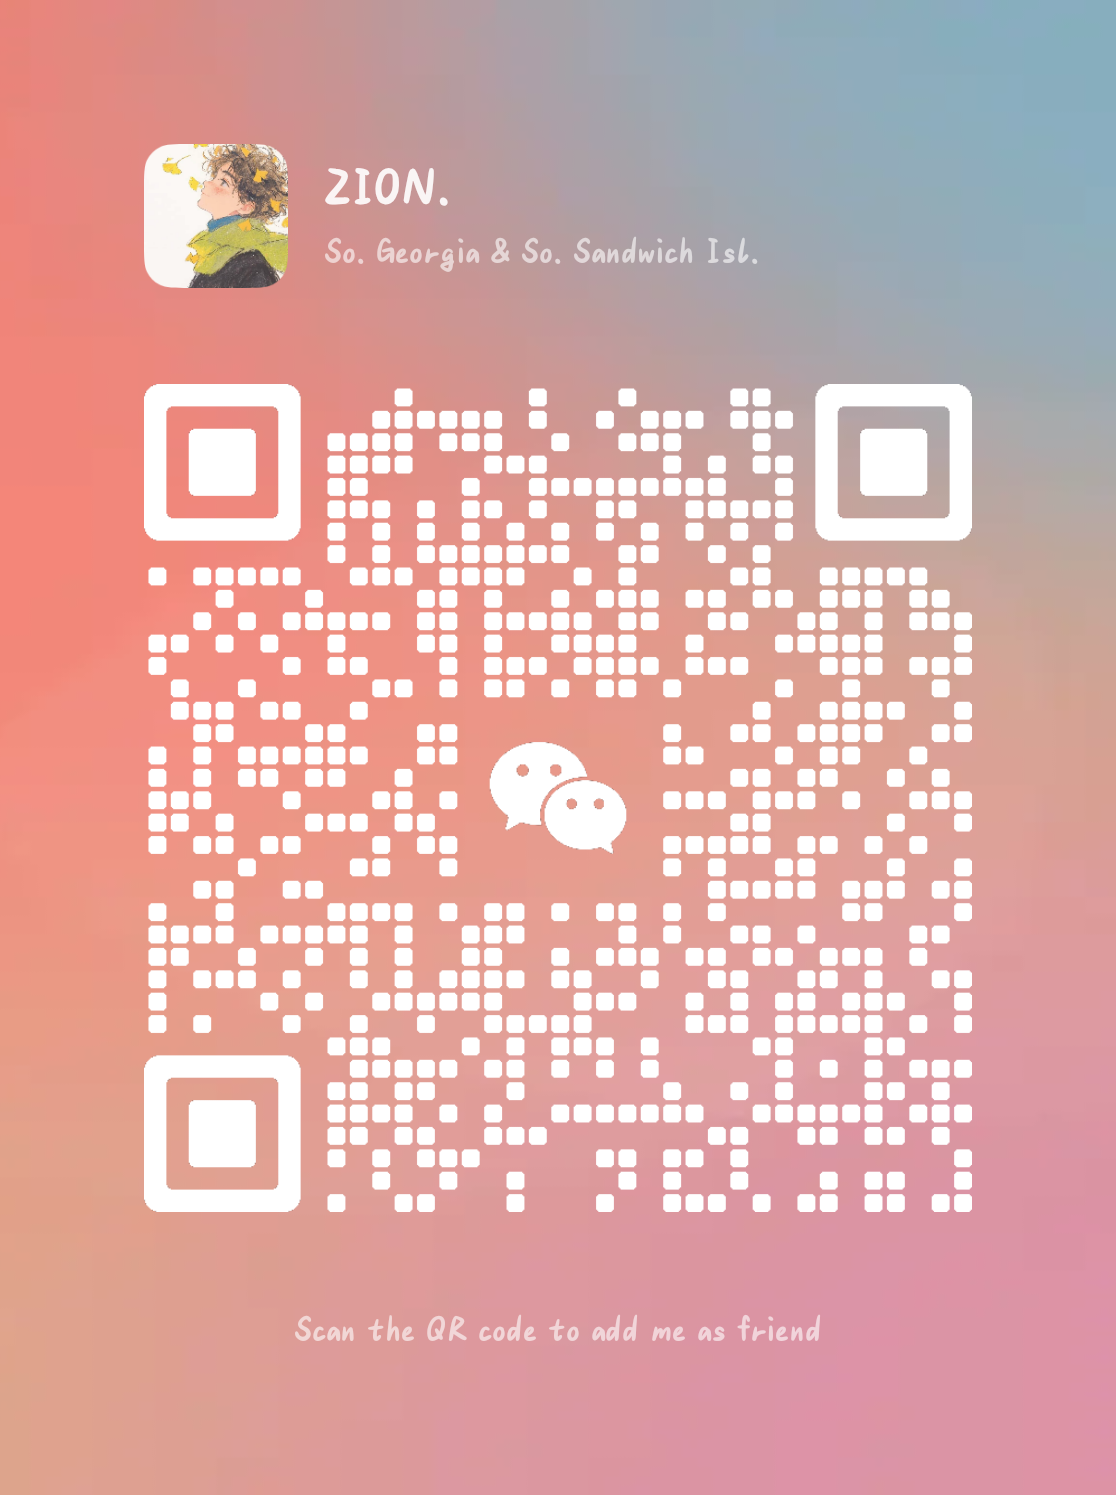 ZION.
So. Georgia & So. Sandwich Isl.
Scan the QR code to add me as friend